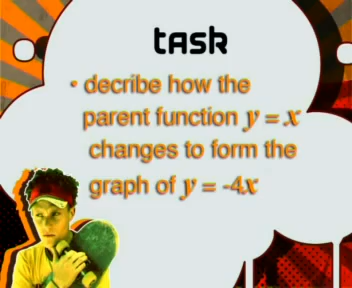 task
• decribe how the
parent function y = x
changes to form the
graph of y = -4x